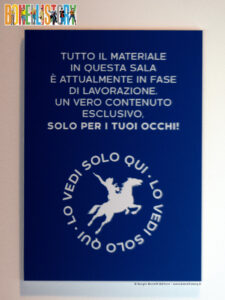 TUTTO IL MATERIALE
IN QUESTA SALA
È ATTUALMENTE IN FASE
DI LAVORAZIONE.
UN VERO CONTENUTO
ESCLUSIVO,
SOLO PER I TUOI OCCHI!
LO VEDI SOLO QUI · LO VEDI SOLO QUI ·